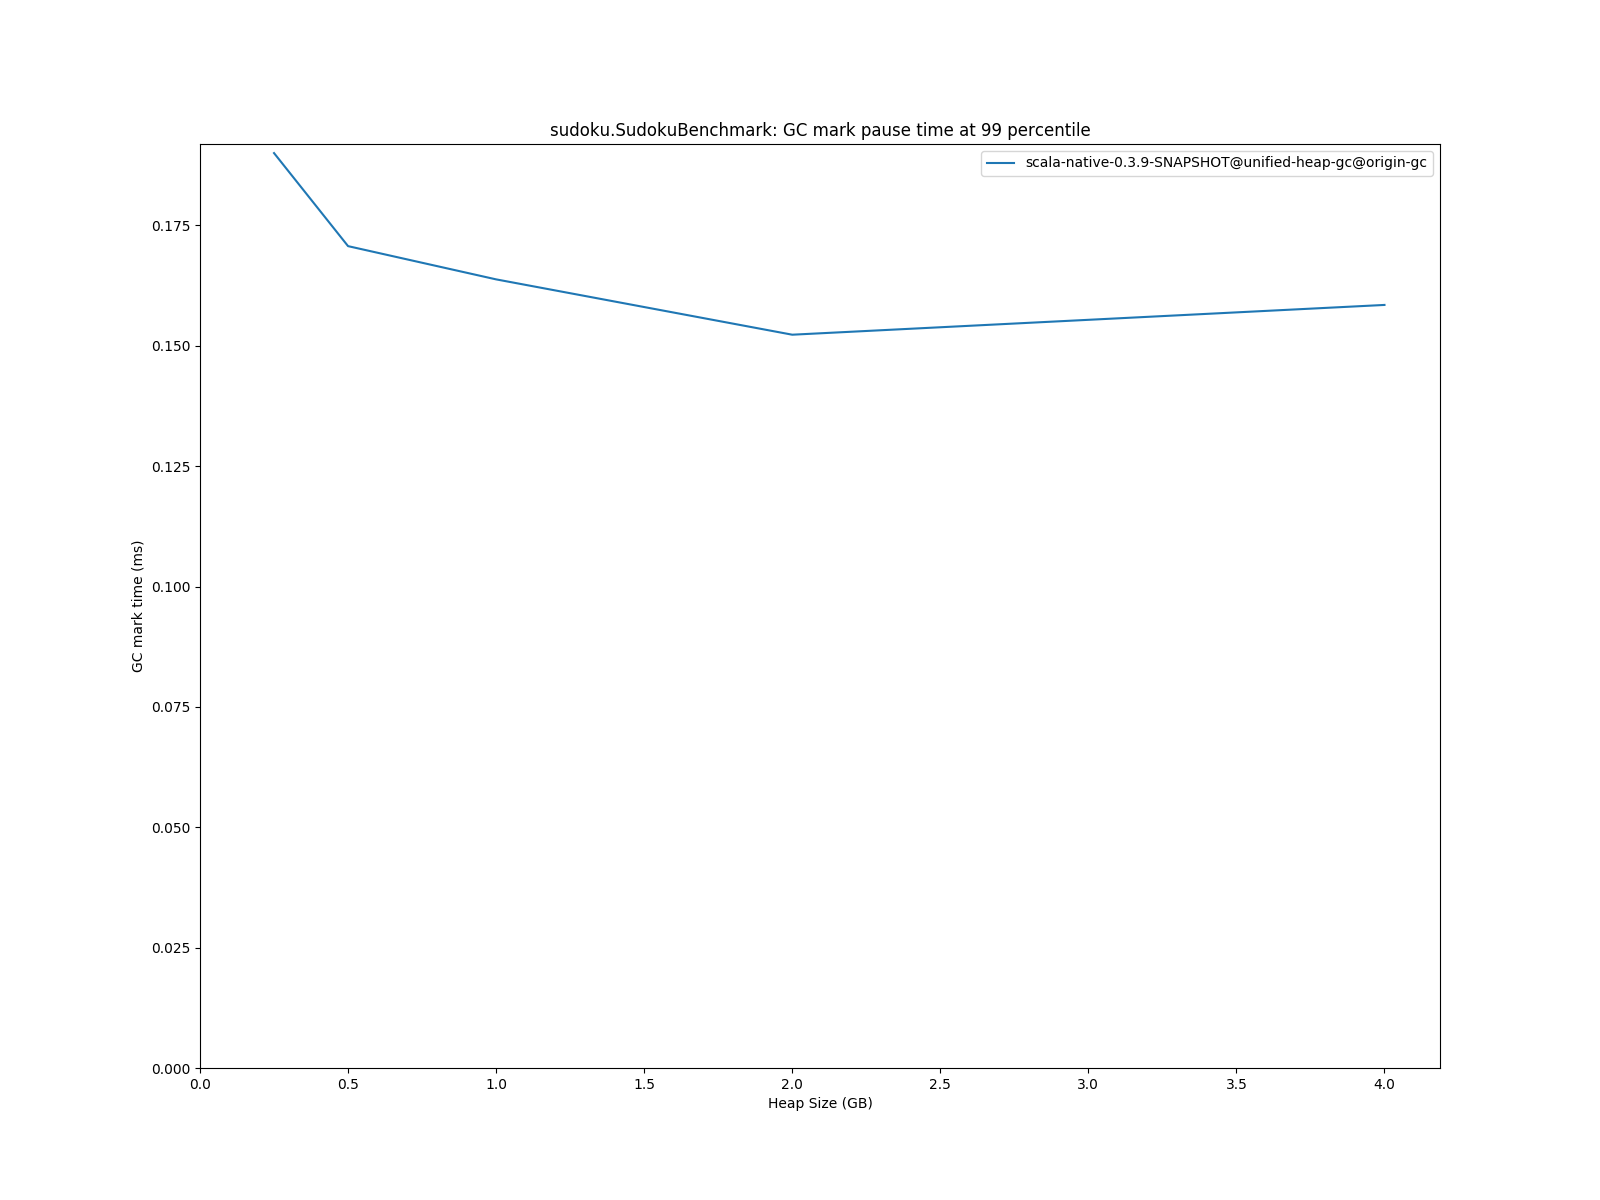 sudoku.SudokuBenchmark: GC mark pause time at 99 percentile
scala-native-0.3.9-SNAPSHOT@unified-heap-gc@origin-gc
0.175
0.150
0.125
0.100
0.075
0.050
0.025
0.000
GC mark time (ms)
0.0 0.5 1.0 1.5 2.0 2.5 3.0 3.5 4.0
Heap Size (GB)